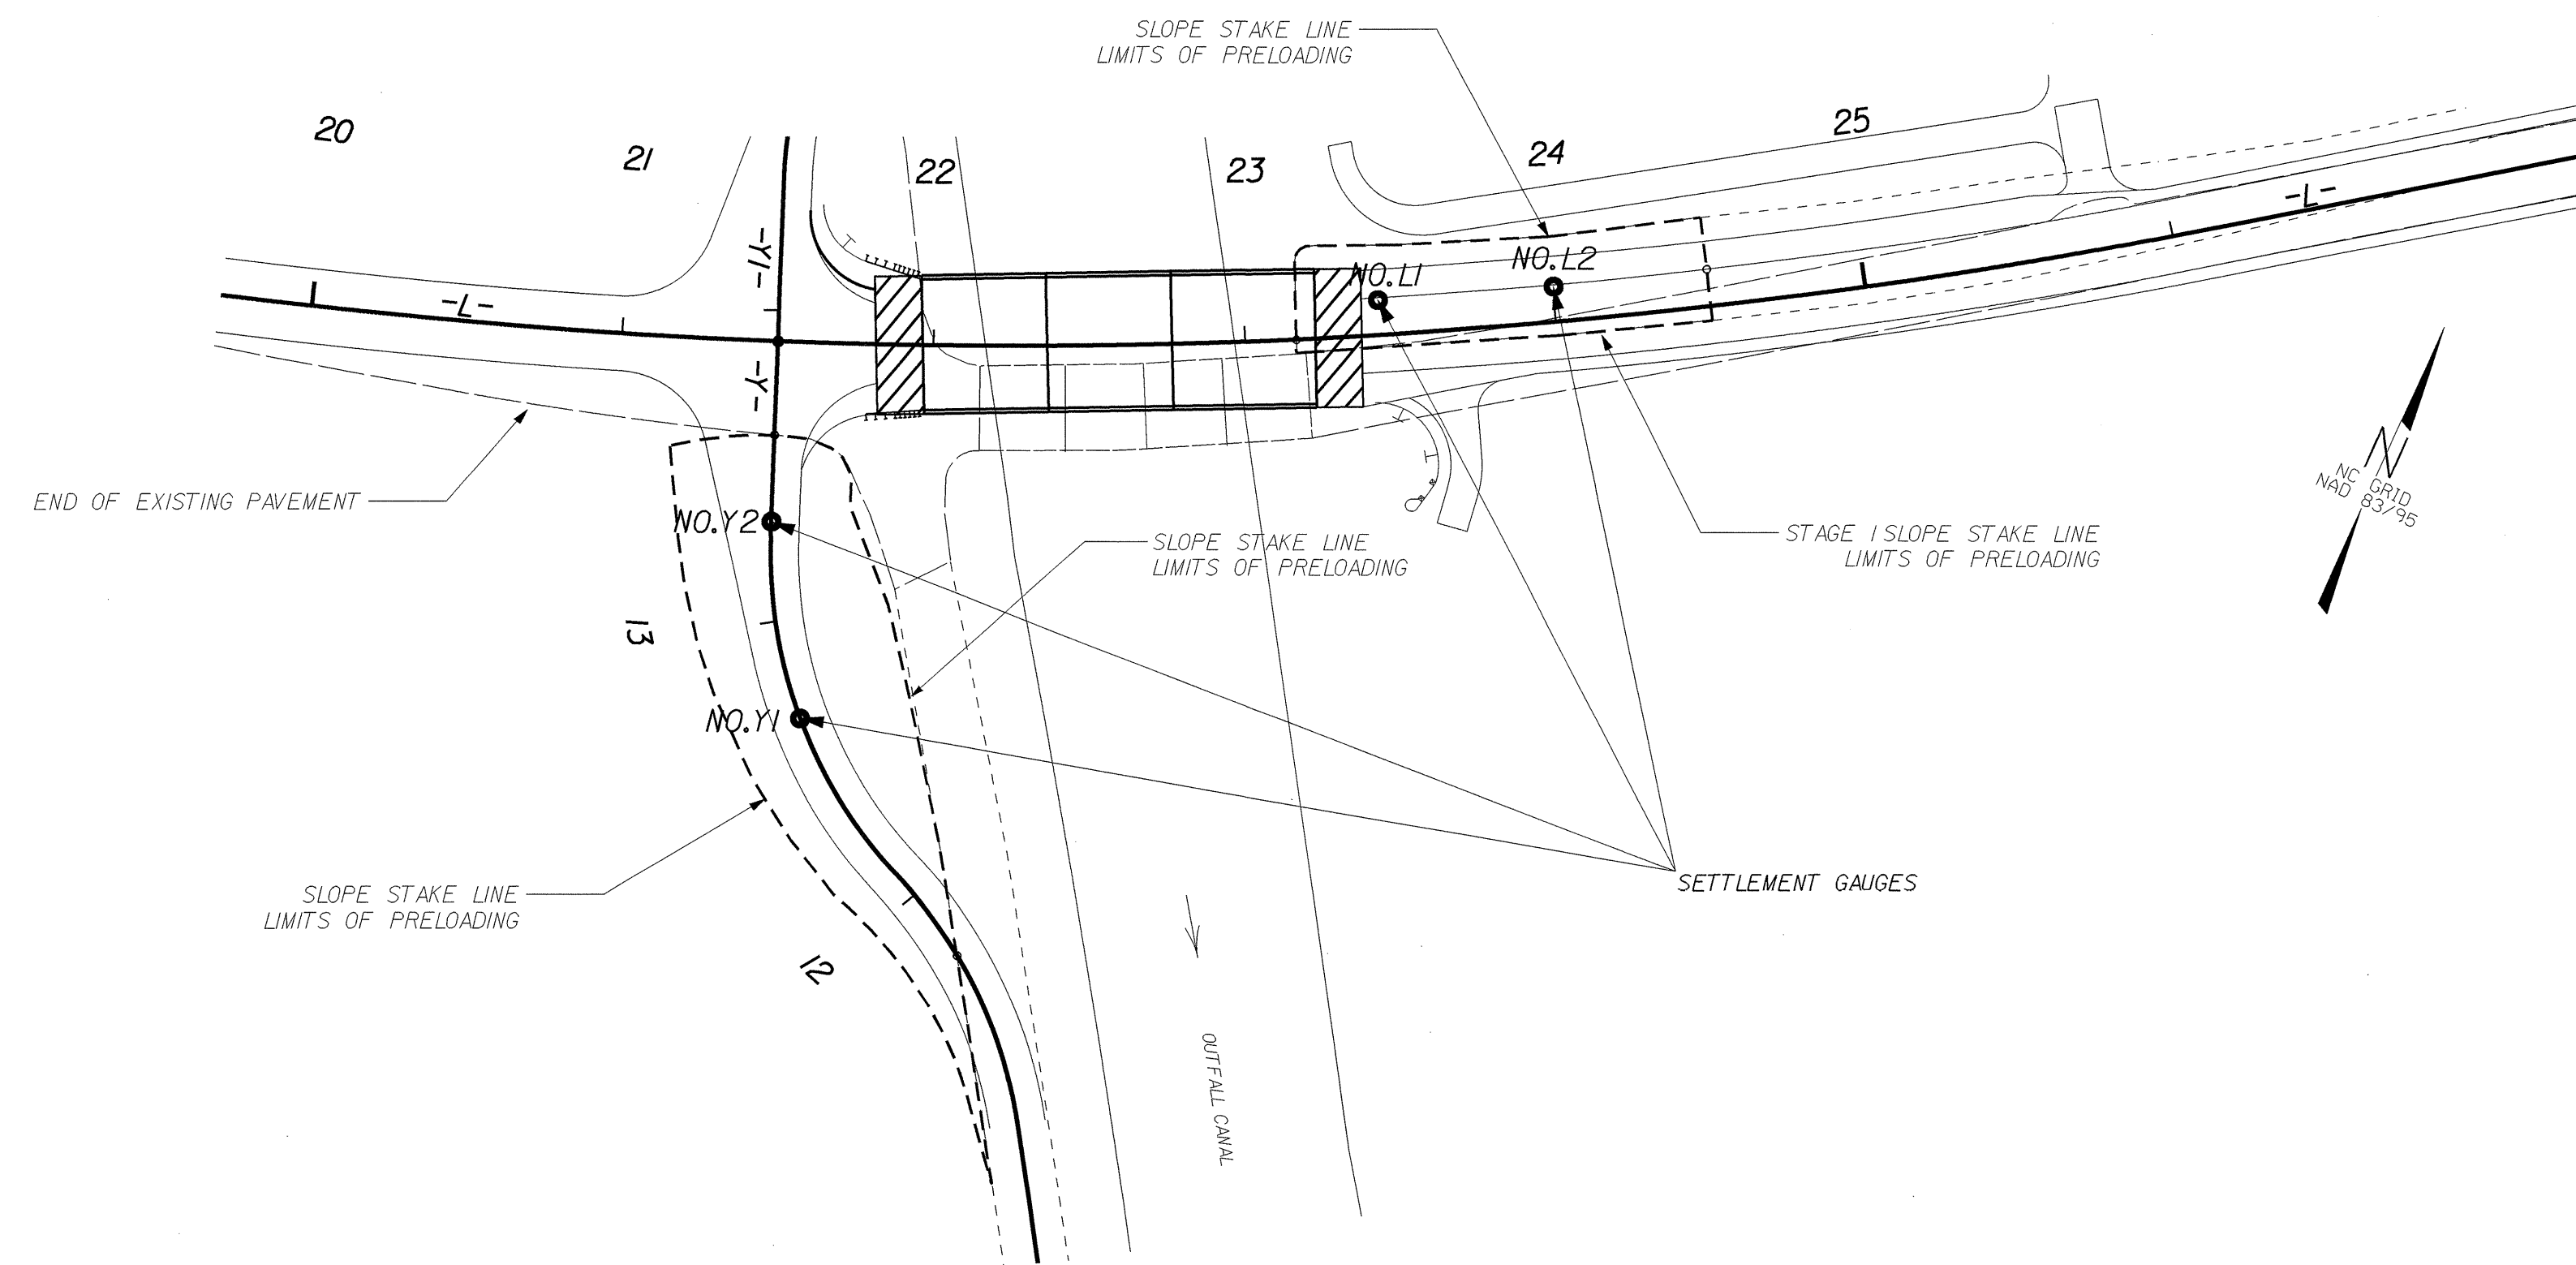 SLOPE STAKE LINE
LIMITS OF PRELOADING
20
21
22
23
24
25
-L-
-Y1-
-L-
-Y-
NO.L1
NO.L2
END OF EXISTING PAVEMENT
NO.Y2
SLOPE STAKE LINE
LIMITS OF PRELOADING
STAGE 1 SLOPE STAKE LINE
LIMITS OF PRELOADING
N
NC GRID
NAD 83/95
13
NO.Y1
SLOPE STAKE LINE
LIMITS OF PRELOADING
SETTLEMENT GAUGES
12
OUTFALL CANAL